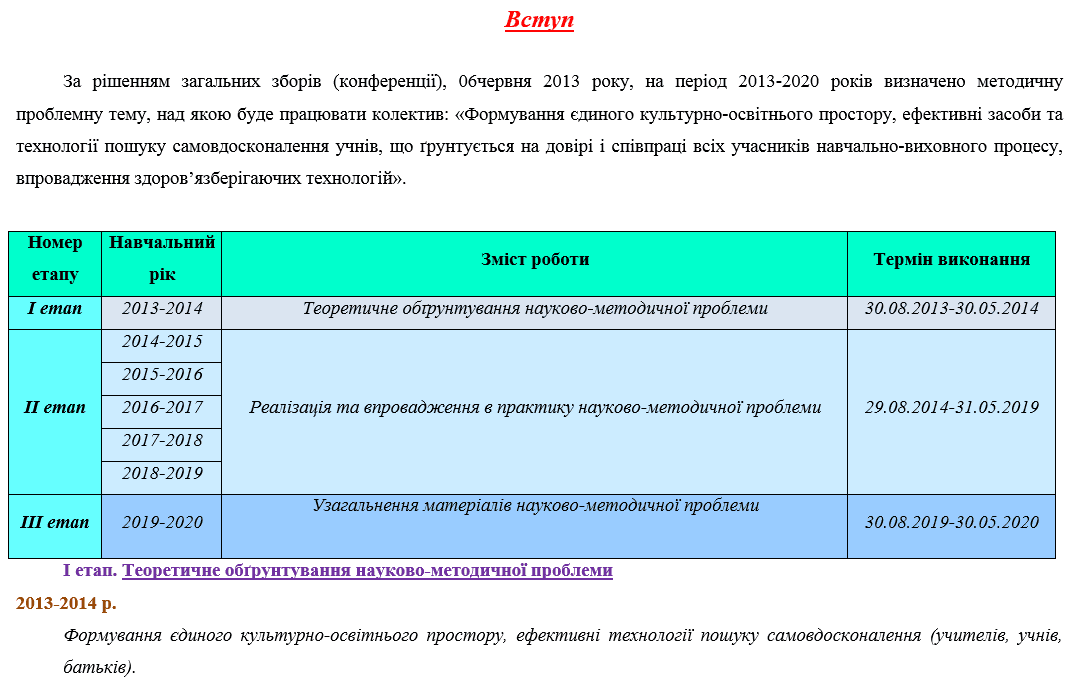 Вступ
За рішенням загальних зборів (конференції), 06червня 2013 року, на період 2013-2020 років визначено методичну
проблемну тему, над якою буде працювати колектив: «Формування єдиного культурно-освітнього простору, ефективні засоби та
технології пошуку самовдосконалення учнів, що ґрунтується на довірі і співпраці всіх учасників навчально-виховного процесу,
впровадження здоров’язберігаючих технологій».
Номер
етапу
Навчальний
рік
Зміст роботи
Термін виконання
І етап
2013-2014
Теоретичне обґрунтування науково-методичної проблеми
30.08.2013-30.05.2014
ІІ етап
2014-2015
2015-2016
2016-2017
2017-2018
2018-2019
Реалізація та впровадження в практику науково-методичної проблеми
29.08.2014-31.05.2019
ІІІ етап
2019-2020
Узагальнення матеріалів науково-методичної проблеми
30.08.2019-30.05.2020
І етап. Теоретичне обґрунтування науково-методичної проблеми
2013-2014 р.
Формування єдиного культурно-освітнього простору, ефективні технології пошуку самовдосконалення (учителів, учнів,
батьків).